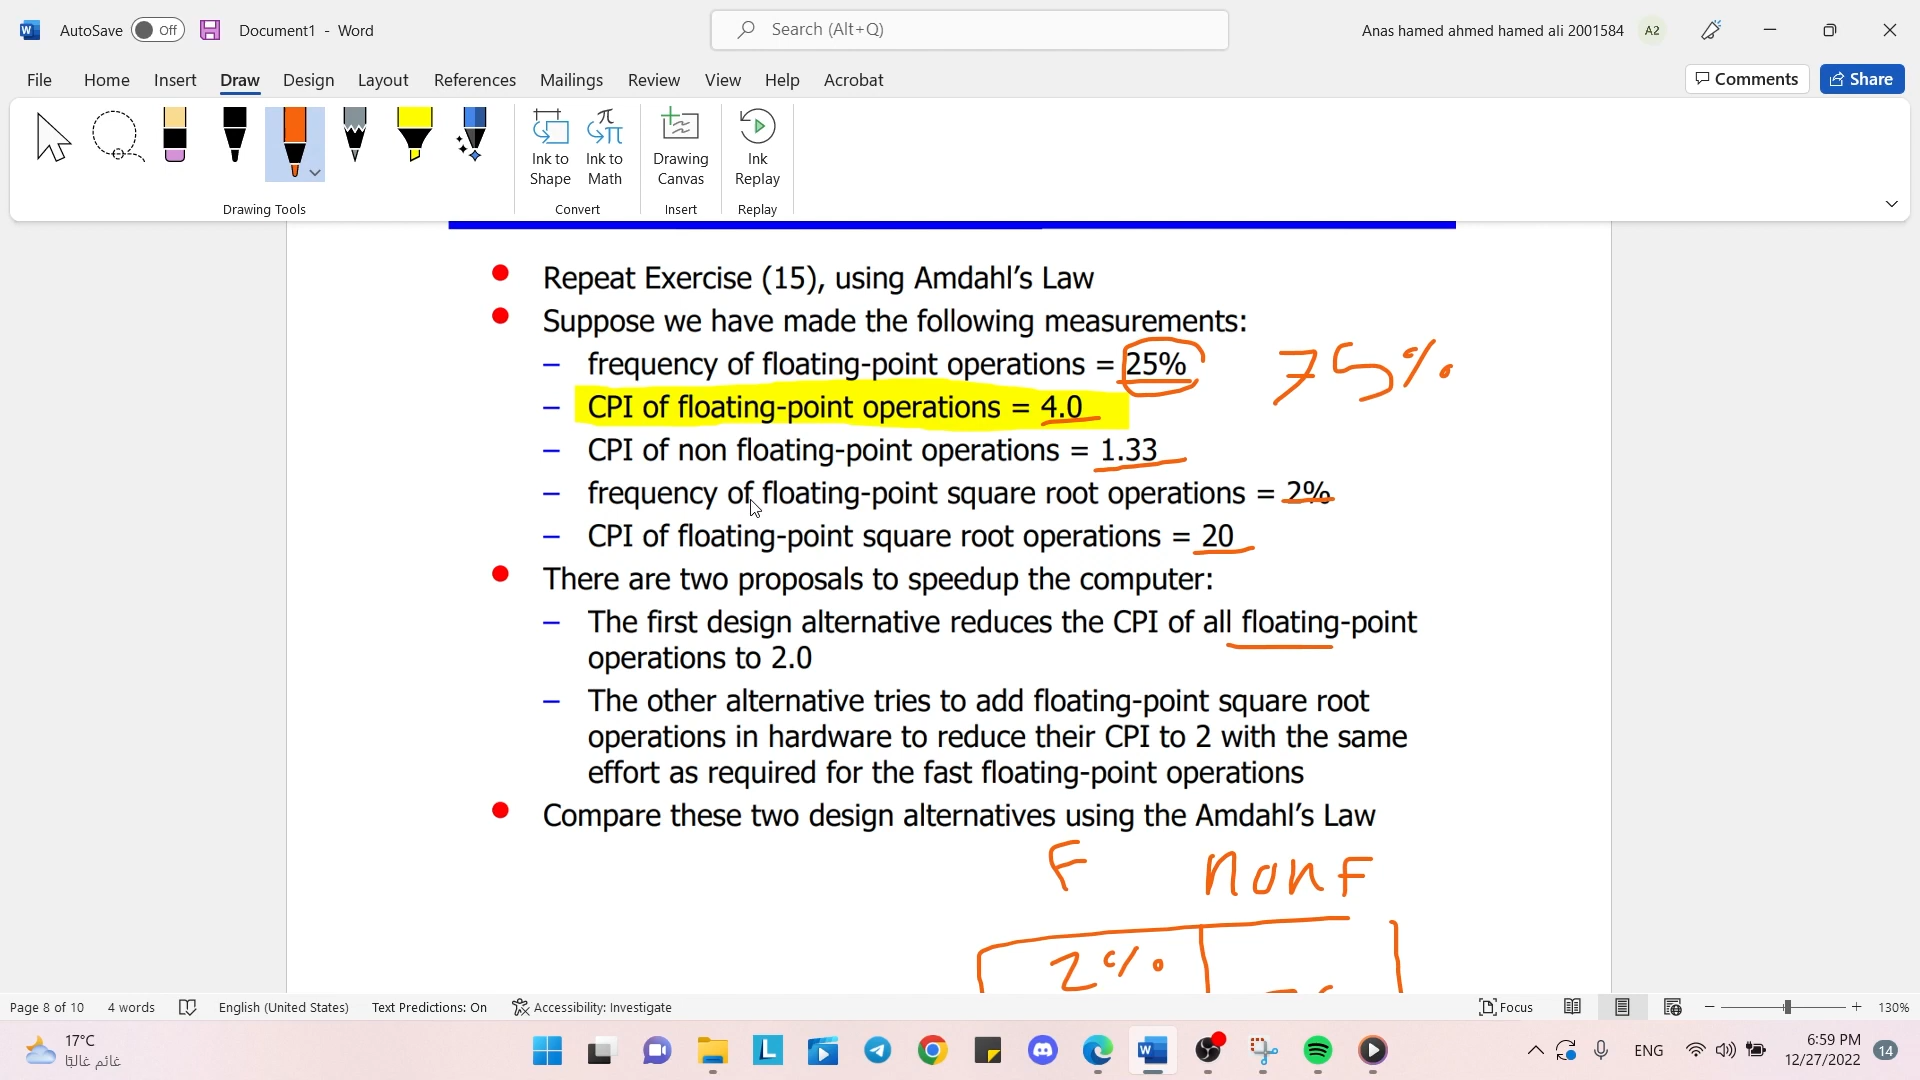 AutoSave Off Document1 - Word Search (Alt+Q) Anas hamed ahmed hamed ali 2001584 A2
File Home Insert Draw Design Layout References Mailings Review View Help Acrobat Comments Share
Ink to Shape
Ink to Math
Drawing Canvas
Ink Replay
Drawing Tools Convert Insert Replay
Repeat Exercise (15), using Amdahl's Law
Suppose we have made the following measurements:
– frequency of floating-point operations = 25% 75%
– CPI of floating-point operations = 4.0
– CPI of non floating-point operations = 1.33
– frequency of floating-point square root operations = 2%
– CPI of floating-point square root operations = 20
There are two proposals to speedup the computer:
– The first design alternative reduces the CPI of all floating-point
operations to 2.0
– The other alternative tries to add floating-point square root
operations in hardware to reduce their CPI to 2 with the same
effort as required for the fast floating-point operations
Compare these two design alternatives using the Amdahl's Law
F non F
2%
Page 8 of 10 4 words English (United States) Text Predictions: On Accessibility: Investigate Focus 130%
17°C
غائم غالبًا
ENG
6:59 PM
12/27/2022
14